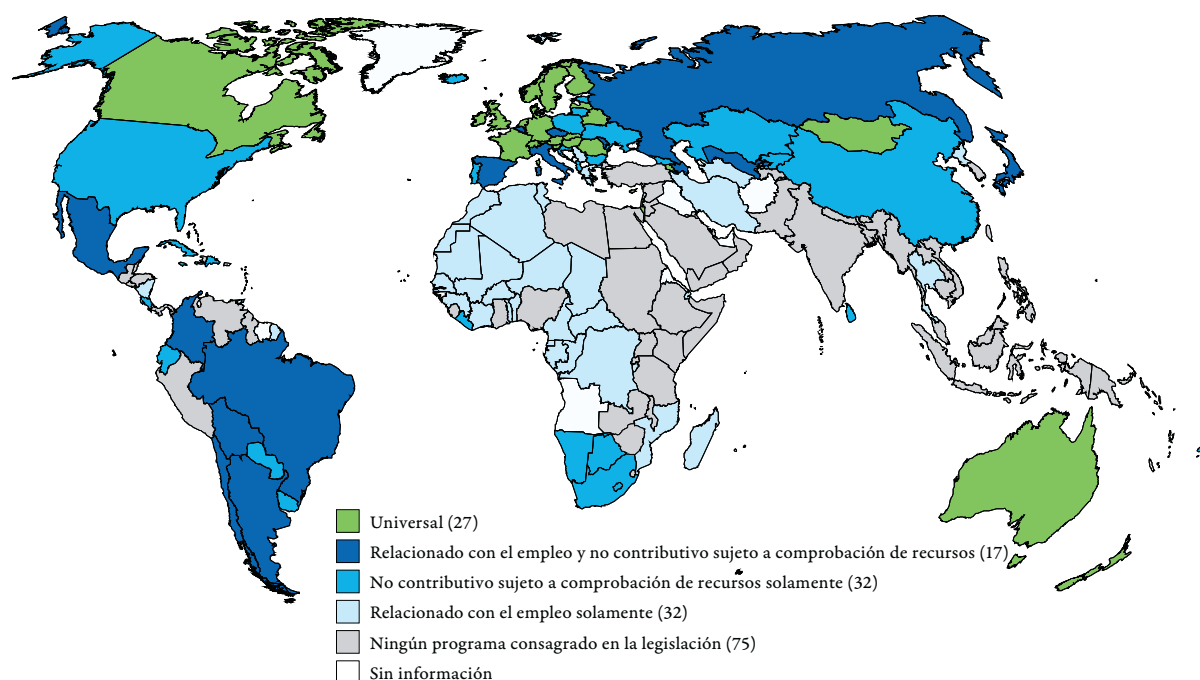 Universal (27)
Relacionado con el empleo y no contributivo sujeto a comprobación de recursos (17)
No contributivo sujeto a comprobación de recursos solamente (32)
Relacionado con el empleo solamente (32)
Ningún programa consagrado en la legislación (75)
Sin información